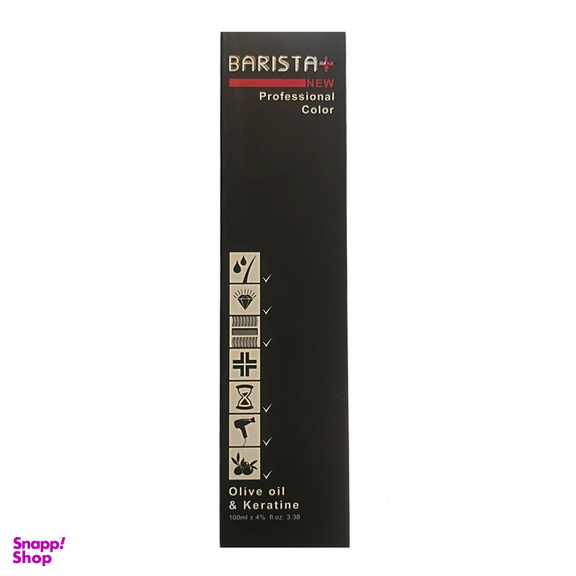 BARISTA+
NEW
Professional
Color
Olive oil
& Keratine
100ml ± 4% fl.oz. 3.38
Snapp!
Shop